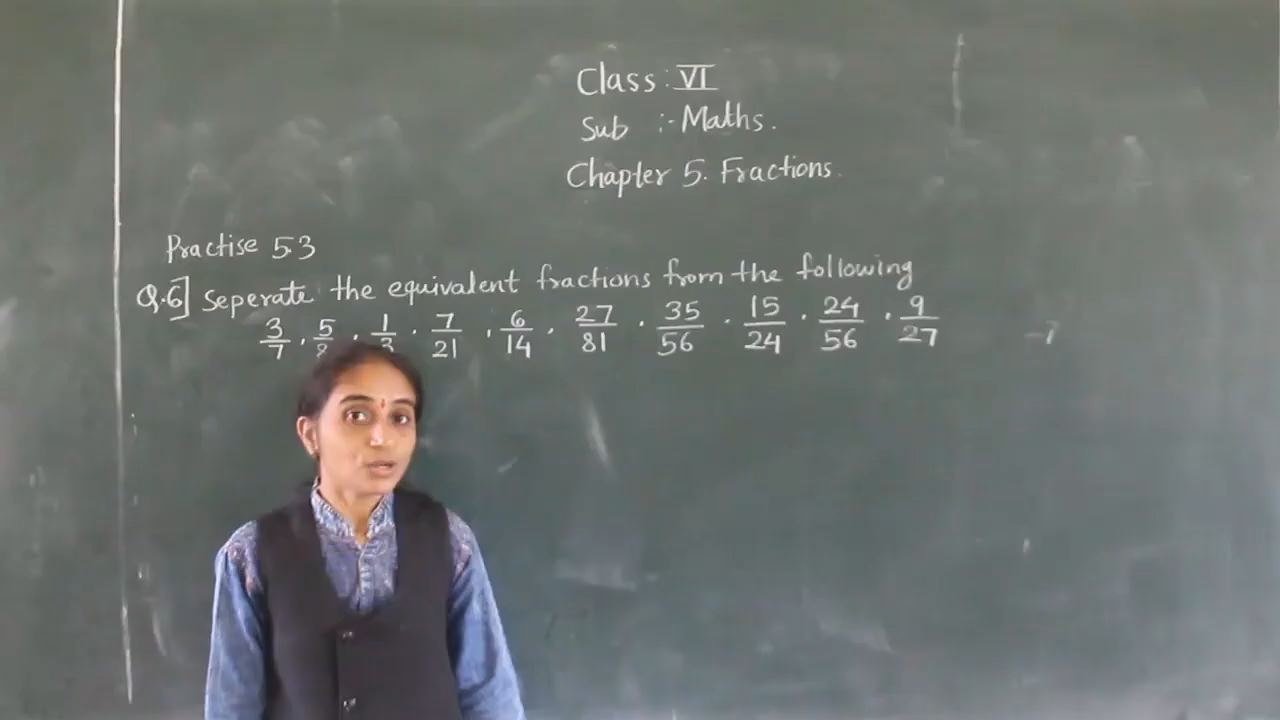 Class : VI
Sub :- Maths.
Chapter 5. Fractions.
Practise 5.3
Q.6] Seperate the equivalent fractions from the following
3/7 , 5/8 , 1/3 , 7/21 , 6/14 , 27/81 , 35/56 , 15/24 , 24/56 , 9/27